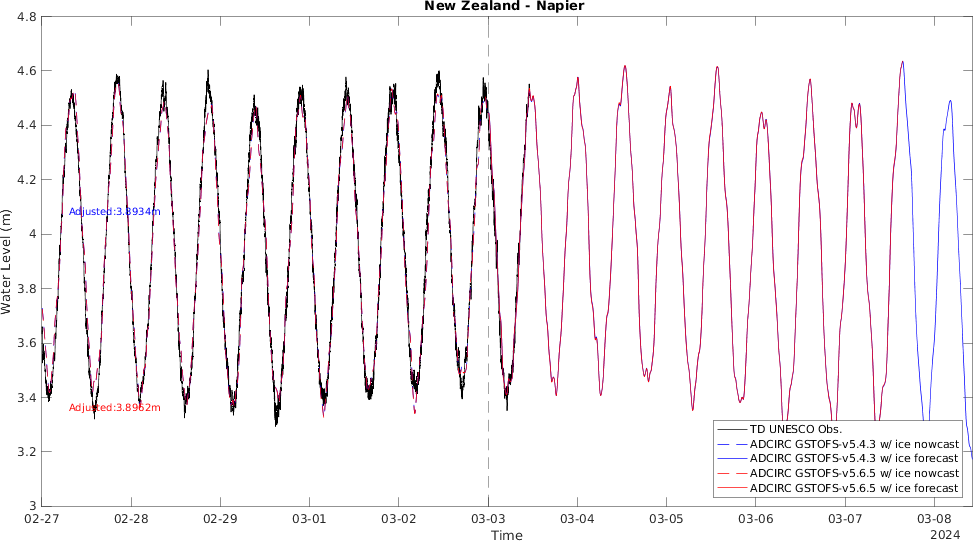 New Zealand - Napier
4.8
4.6
4.4
4.2
4
3.8
3.6
3.4
3.2
3
Water Level (m)
Adjusted:3.8934m
Adjusted:3.8962m
TD UNESCO Obs.
ADCIRC GSTOFS-v5.4.3 w/ ice nowcast
ADCIRC GSTOFS-v5.4.3 w/ ice forecast
ADCIRC GSTOFS-v5.6.5 w/ ice nowcast
ADCIRC GSTOFS-v5.6.5 w/ ice forecast
02-27 02-28 02-29 03-01 03-02 03-03 03-04 03-05 03-06 03-07 03-08
Time
2024